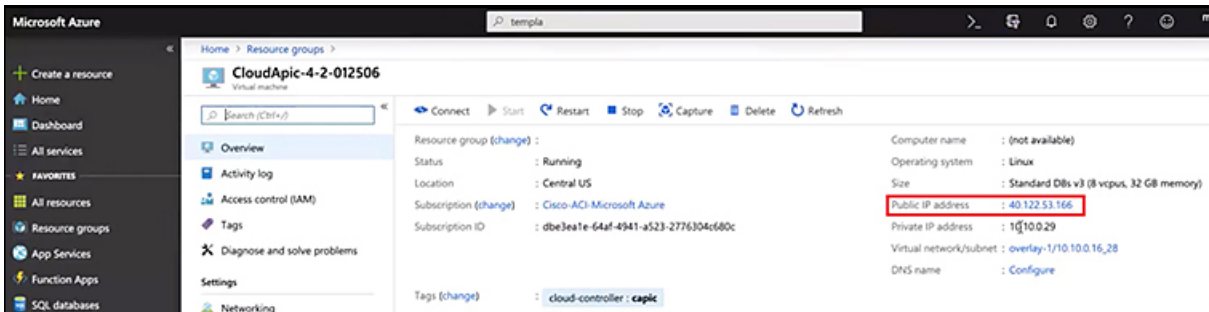 Microsoft Azure
templa
Home > Resource groups >
CloudApic-4-2-012506
Virtual machine
Create a resource
Home
Dashboard
All services
FAVORITES
All resources
Resource groups
App Services
Function Apps
SQL databases
Search (Ctrl+/)
Overview
Activity log
Access control (IAM)
Tags
Diagnose and solve problems
Settings
Networking
Connect Start Restart Stop Capture Delete Refresh
Resource group (change) :
Status : Running
Location : Central US
Subscription (change) : Cisco-ACI-Microsoft Azure
Subscription ID : dbe3ea1e-64af-4941-a523-2776304c680c
Computer name : (not available)
Operating system : Linux
Size : Standard D8s v3 (8 vcpus, 32 GB memory)
Public IP address : 40.122.53.166
Private IP address : 10.10.0.29
Virtual network/subnet : overlay-1/10.10.0.16_28
DNS name : Configure
Tags (change) : cloud-controller : capic